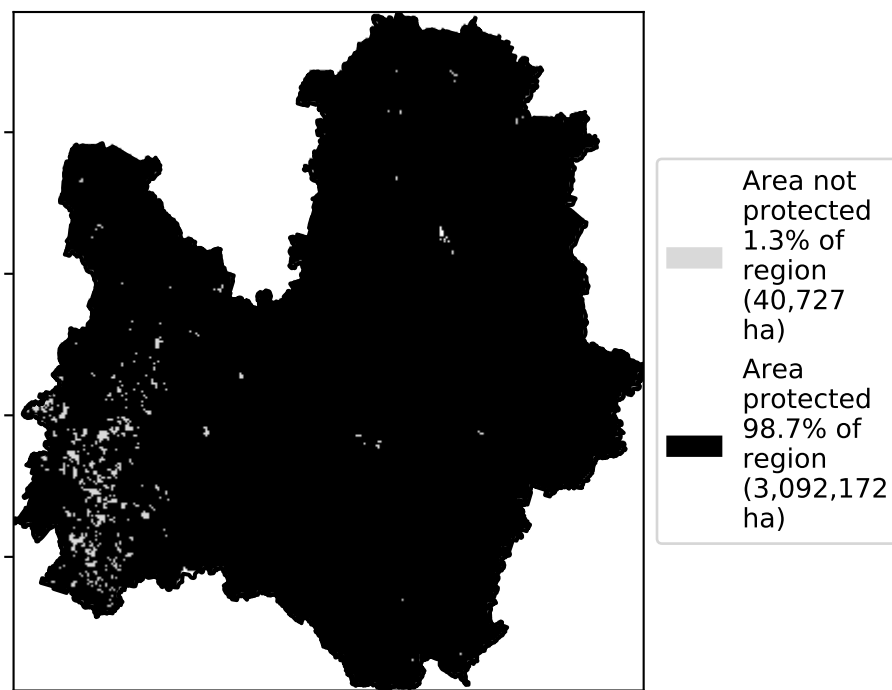 Area not
protected
1.3% of
region
(40,727
ha)
Area
protected
98.7% of
region
(3,092,172
ha)